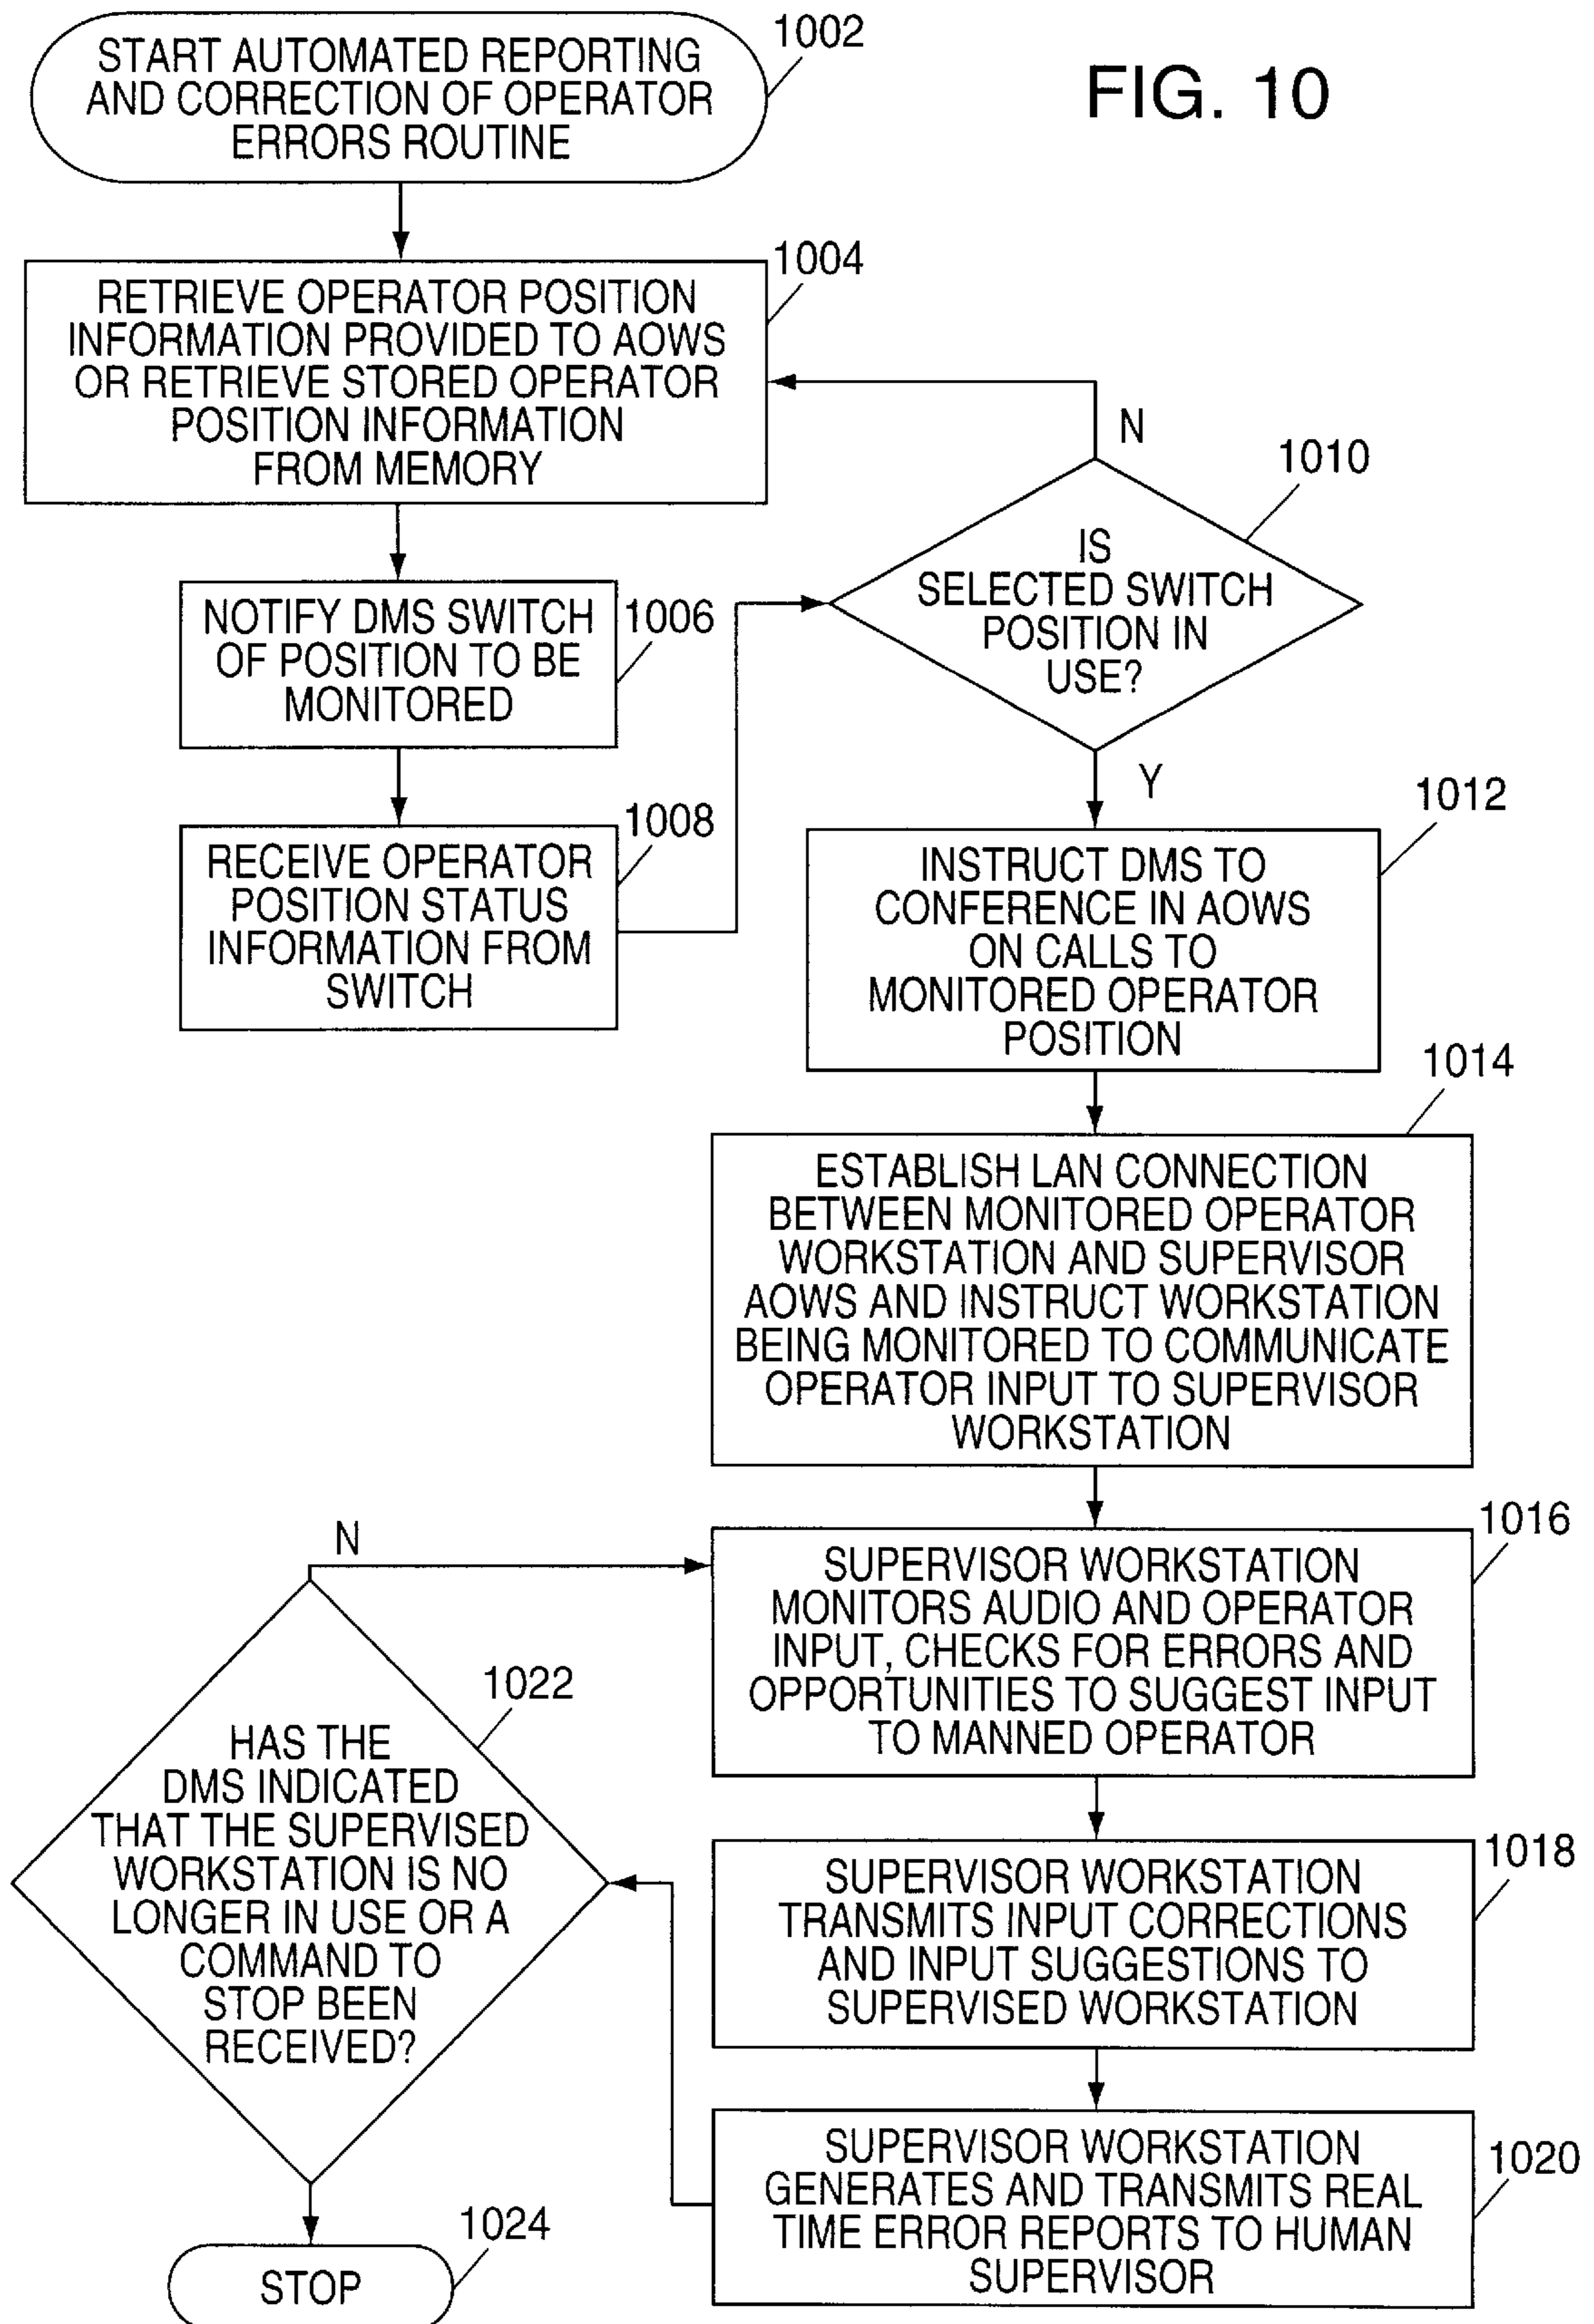 1002
START AUTOMATED REPORTING
AND CORRECTION OF OPERATOR
ERRORS ROUTINE
FIG. 10
1004
RETRIEVE OPERATOR POSITION
INFORMATION PROVIDED TO AOWS
OR RETRIEVE STORED OPERATOR
POSITION INFORMATION
FROM MEMORY
1006
NOTIFY DMS SWITCH
OF POSITION TO BE
MONITORED
1008
RECEIVE OPERATOR
POSITION STATUS
INFORMATION FROM
SWITCH
N
1010
IS
SELECTED SWITCH
POSITION IN
USE?
Y
1012
INSTRUCT DMS TO
CONFERENCE IN AOWS
ON CALLS TO
MONITORED OPERATOR
POSITION
1014
ESTABLISH LAN CONNECTION
BETWEEN MONITORED OPERATOR
WORKSTATION AND SUPERVISOR
AOWS AND INSTRUCT WORKSTATION
BEING MONITORED TO COMMUNICATE
OPERATOR INPUT TO SUPERVISOR
WORKSTATION
1016
SUPERVISOR WORKSTATION
MONITORS AUDIO AND OPERATOR
INPUT, CHECKS FOR ERRORS AND
OPPORTUNITIES TO SUGGEST INPUT
TO MANNED OPERATOR
1018
SUPERVISOR WORKSTATION
TRANSMITS INPUT CORRECTIONS
AND INPUT SUGGESTIONS TO
SUPERVISED WORKSTATION
1020
SUPERVISOR WORKSTATION
GENERATES AND TRANSMITS REAL
TIME ERROR REPORTS TO HUMAN
SUPERVISOR
N
1022
HAS THE
DMS INDICATED
THAT THE SUPERVISED
WORKSTATION IS NO
LONGER IN USE OR A
COMMAND TO
STOP BEEN
RECEIVED?
1024
STOP